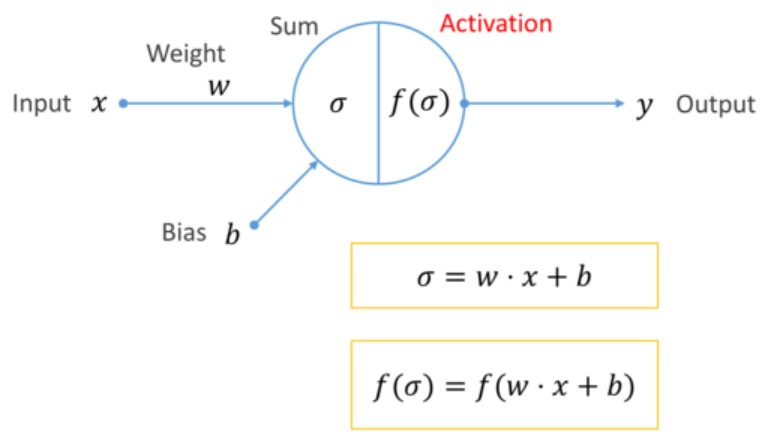 Sum
Activation
Weight
w
Input x
σ
f(σ)
y Output
Bias b
σ = w · x + b
f(σ) = f(w · x + b)